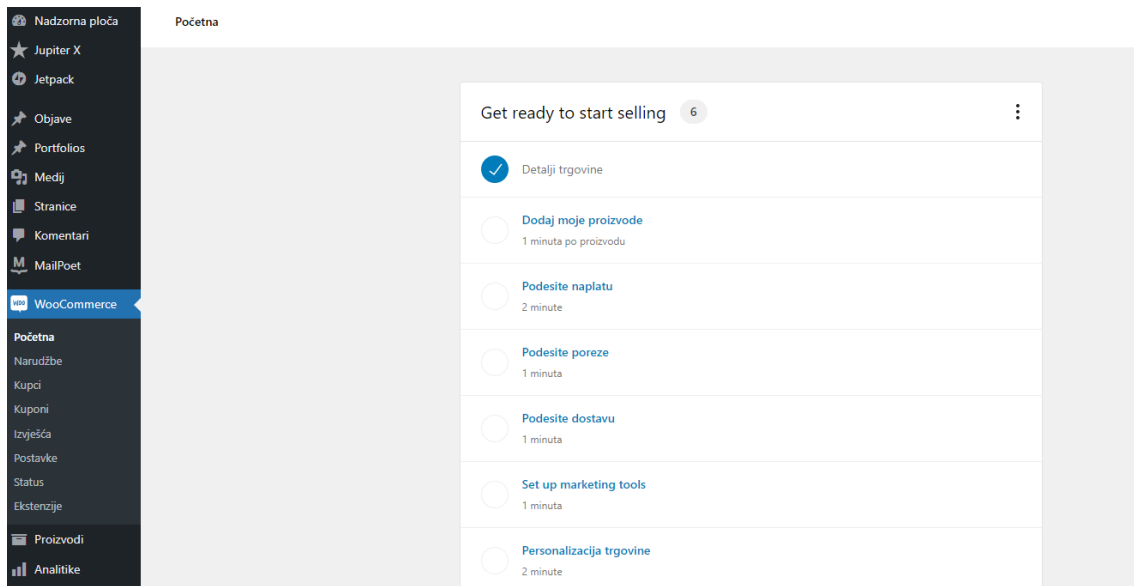 Nadzorna ploča
Jupiter X
Jetpack
Objave
Portfolios
Medij
Stranice
Komentari
MailPoet
WooCommerce
Početna
Narudžbe
Kupci
Kuponi
Izvješća
Postavke
Status
Ekstenzije
Proizvodi
Analitike
Početna
Get ready to start selling 6
Detalji trgovine
Dodaj moje proizvode
1 minuta po proizvodu
Podesite naplatu
2 minute
Podesite poreze
1 minuta
Podesite dostavu
1 minuta
Set up marketing tools
1 minuta
Personalizacija trgovine
2 minute